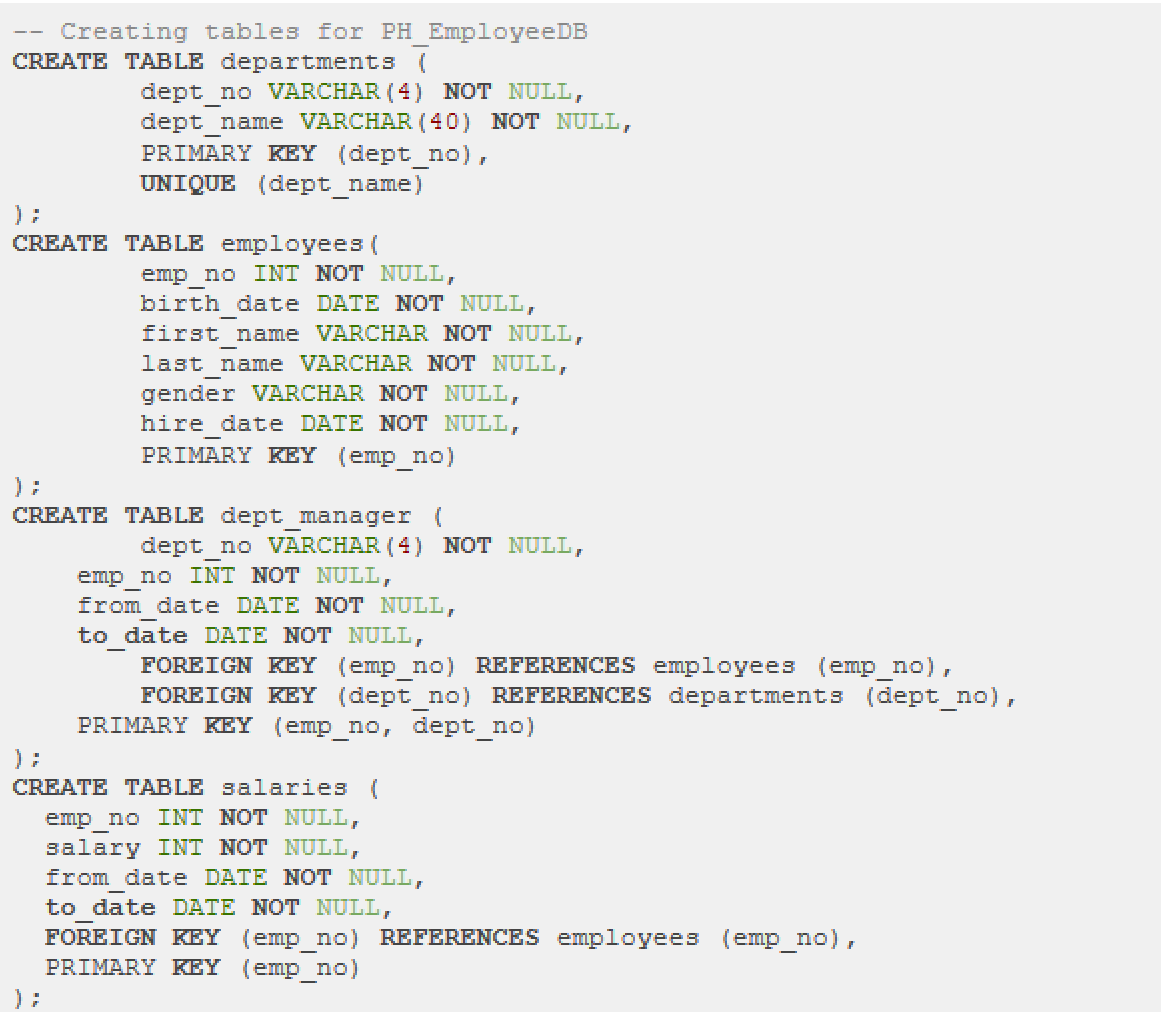 -- Creating tables for PH_EmployeeDB
CREATE TABLE departments (
dept_no VARCHAR(4) NOT NULL,
dept_name VARCHAR(40) NOT NULL,
PRIMARY KEY (dept_no),
UNIQUE (dept_name)
);
CREATE TABLE employees(
emp_no INT NOT NULL,
birth_date DATE NOT NULL,
first_name VARCHAR NOT NULL,
last_name VARCHAR NOT NULL,
gender VARCHAR NOT NULL,
hire_date DATE NOT NULL,
PRIMARY KEY (emp_no)
);
CREATE TABLE dept_manager (
dept_no VARCHAR(4) NOT NULL,
emp_no INT NOT NULL,
from_date DATE NOT NULL,
to_date DATE NOT NULL,
FOREIGN KEY (emp_no) REFERENCES employees (emp_no),
FOREIGN KEY (dept_no) REFERENCES departments (dept_no),
PRIMARY KEY (emp_no, dept_no)
);
CREATE TABLE salaries (
emp_no INT NOT NULL,
salary INT NOT NULL,
from_date DATE NOT NULL,
to_date DATE NOT NULL,
FOREIGN KEY (emp_no) REFERENCES employees (emp_no),
PRIMARY KEY (emp_no)
);